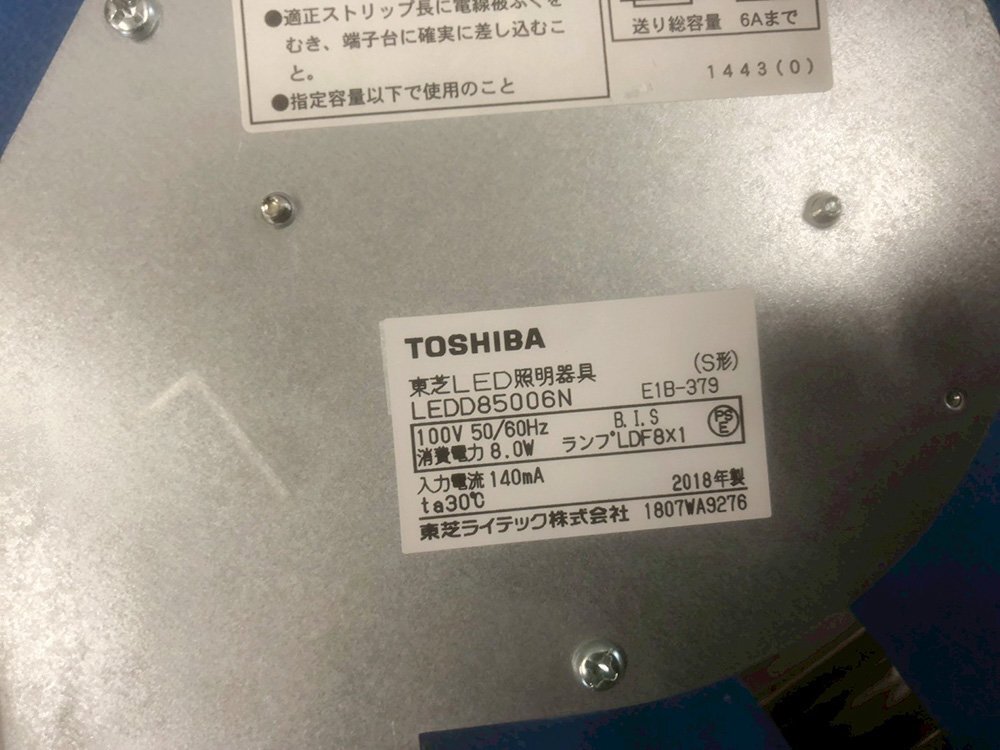 ●適正ストリップ長に電線被ふくを
むき、端子台に確実に差し込むこ
と。
●指定容量以下で使用のこと
送り総容量 6Aまで
1443(0)
TOSHIBA
東芝LED照明器具 (S形)
LEDD85006N E1B-379
100V 50/60Hz B.I.S
消費電力 8.0W ランプLDF8X1
PS
E
入力電流 140mA
ta30℃ 2018年製
東芝ライテック株式会社 1807WA9276